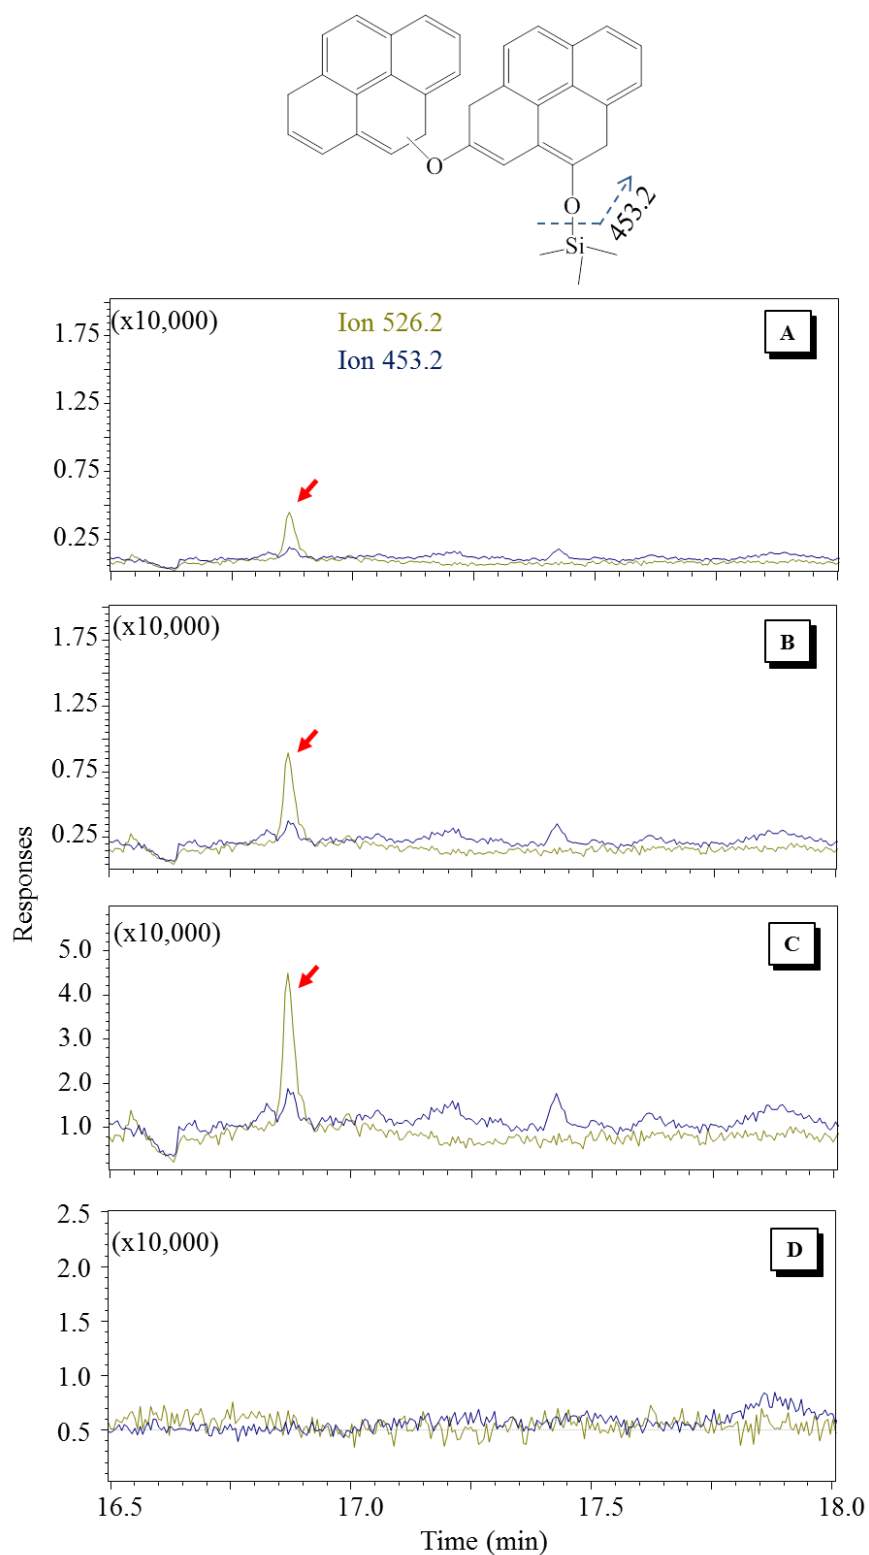 O
O
Si
453.2
(x10,000)
Ion 526.2
Ion 453.2
A
1.75
1.25
0.75
0.25
(x10,000)
B
1.75
1.25
0.75
0.25
Responses
(x10,000)
C
5.0
4.0
3.0
2.0
1.0
(x10,000)
D
2.5
2.0
1.5
1.0
0.5
16.5 17.0 17.5 18.0
Time (min)